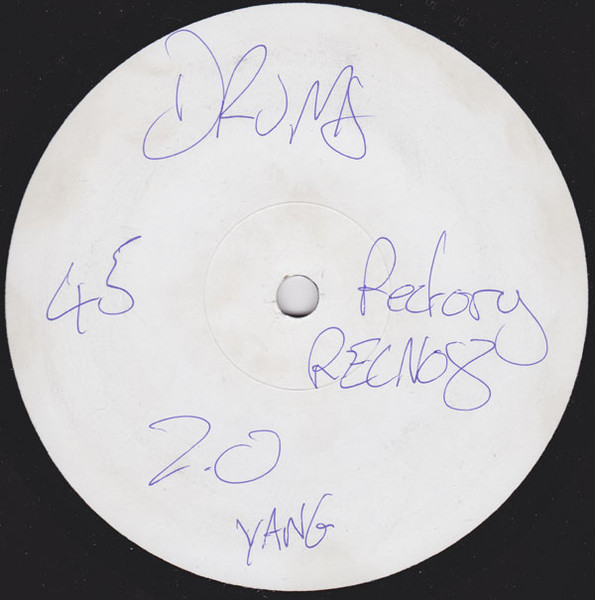 DRUMS
45
Rectory
RECNO8
2.0
YANG